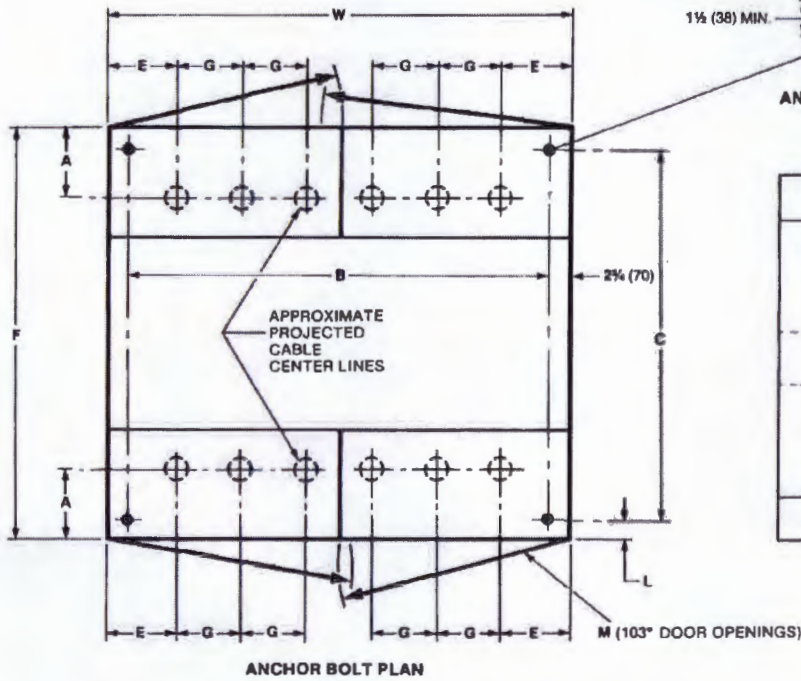 W
1½ (38) MIN.
E G G G G E
AN
A
B
2¾ (70)
F
APPROXIMATE
PROJECTED
CABLE
CENTER LINES
C
A
L
E G G G G E
M (103° DOOR OPENINGS)
ANCHOR BOLT PLAN